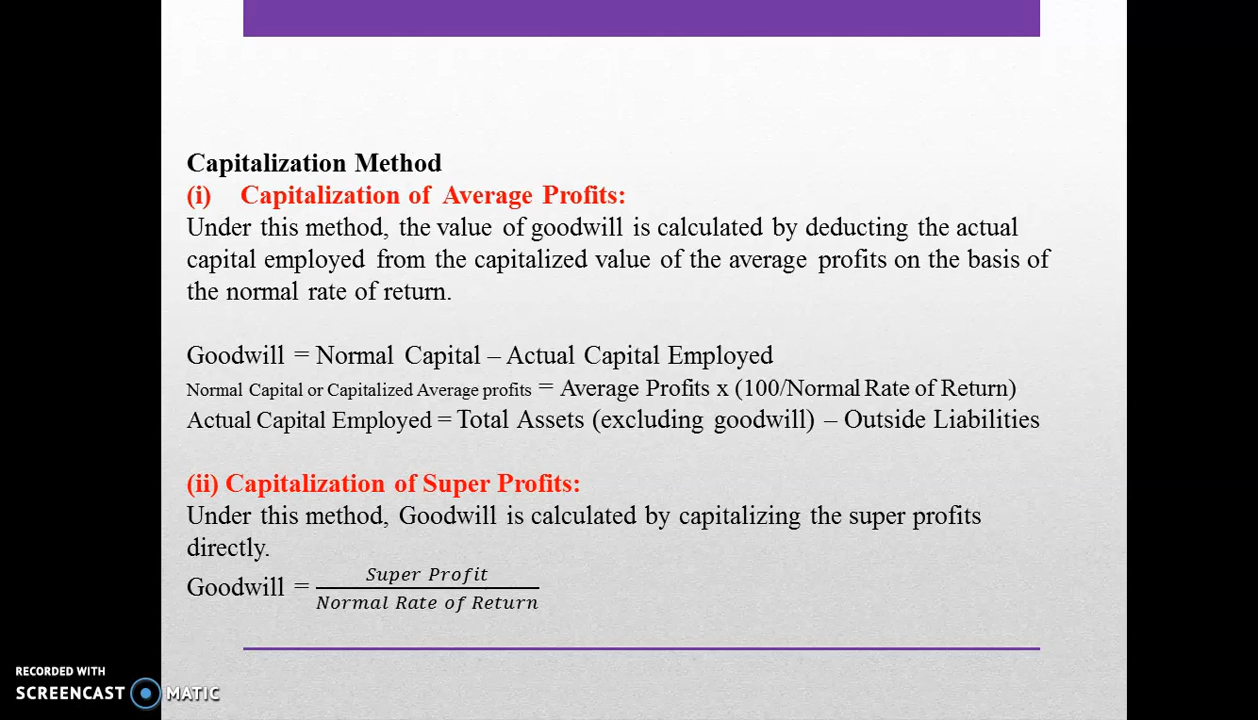 Capitalization Method
(i) Capitalization of Average Profits:
Under this method, the value of goodwill is calculated by deducting the actual
capital employed from the capitalized value of the average profits on the basis of
the normal rate of return.
Goodwill = Normal Capital – Actual Capital Employed
Normal Capital or Capitalized Average profits = Average Profits x (100/Normal Rate of Return)
Actual Capital Employed = Total Assets (excluding goodwill) – Outside Liabilities
(ii) Capitalization of Super Profits:
Under this method, Goodwill is calculated by capitalizing the super profits
directly.
Super Profit
Goodwill =
Normal Rate of Return
RECORDED WITH
SCREENCAST MATIC